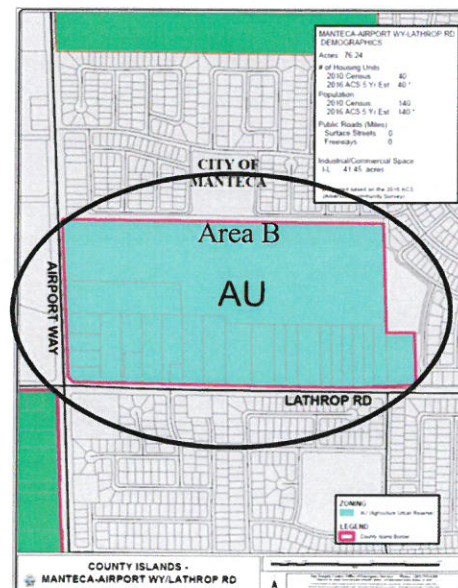 MANTECA-AIRPORT WY-LATHROP RD
DEMOGRAPHICS
Acres: 76.24
# of Housing Units
2010 Census: 40
2016 ACS 5 Yr Est: 40 *
Population
2010 Census: 140
2016 ACS 5 Yr Est: 140 *
Public Roads (Miles)
Surface Streets 0
Freeways 0
Industrial/Commercial Space
I-L 41.45 acres
based on the 2016 ACS
(American Community Survey)
CITY OF
MANTECA
Area B
AU
AIRPORT WAY
LATHROP RD
ZONING
AU (Agriculture Urban Reserve)
LEGEND
County Island Border
COUNTY ISLANDS -
MANTECA-AIRPORT WY/LATHROP RD